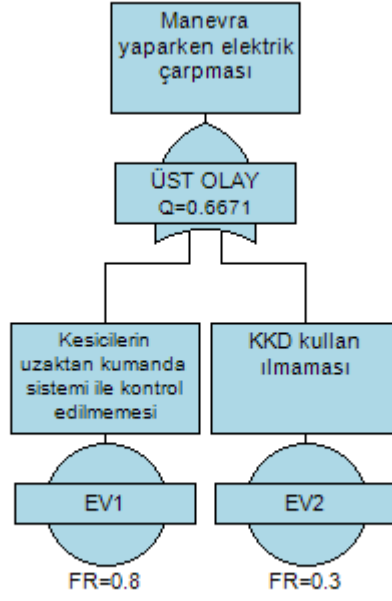 Manevra
yaparken elektrik
çarpması
ÜST OLAY
Q=0.6671
Kesicilerin
uzaktan kumanda
sistemi ile kontrol
edilmemesi
KKD kullan
ılmaması
EV1
EV2
FR=0.8
FR=0.3